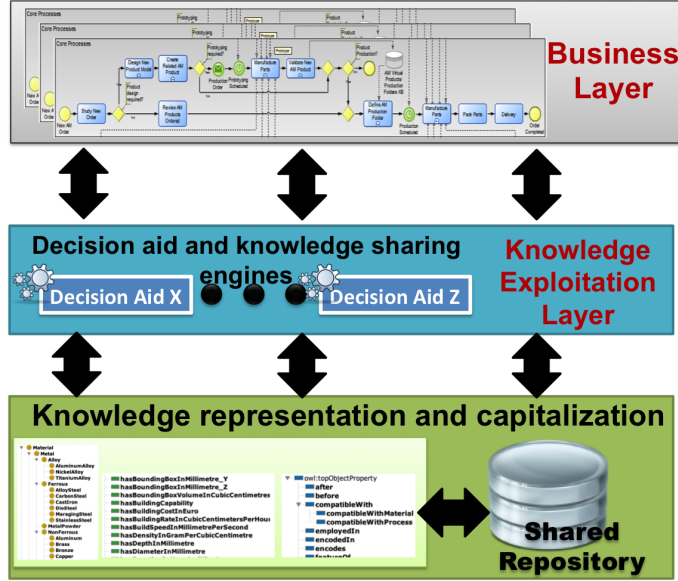 Core Processes
Core Processes
Core Processes
Business
Layer
Prototyping
required?
Prototype
Product
Production?
Design New
Product Model
Create
Related AM
Product
Manufacture
Parts
Validate New
AM Product
Production
Order
Prototyping
Scheduled
Product
design
required?
AM Virtual
Products/
Production
Folders KB
New AM
Order
Study New
Order
Review AM
Products
Ordered
Define AM
Production
Folder
Production
Scheduled
Manufacture
Parts
Pack Parts
Delivery
Order
Completed
Decision aid and knowledge sharing
engines
Decision Aid X
Decision Aid Z
Knowledge
Exploitation
Layer
Knowledge representation and capitalization
Material
Metal
Alloy
AluminumAlloy
NickelAlloy
TitaniumAlloy
Ferrous
AlloySteel
CarbonSteel
CastIron
DieSteel
MaragingSteel
StainlessSteel
MetalPowder
NonFerrous
Aluminum
Brass
Bronze
Copper
hasBoundingBoxInMillimetre_Y
hasBoundingBoxInMillimetre_Z
hasBoundingBoxVolumeInCubicCentimetres
hasBuildingCapability
hasBuildingCostInEuro
hasBuildingRateInCubicCentimetersPerHou
hasBuildSpeedInMillimetrePerSecond
hasDensityInGramPerCubicCentimetre
hasDepthInMillimetre
hasDiameterInMillimetre
owl:topObjectProperty
after
before
compatibleWith
compatibleWithMaterial
compatibleWithProcess
employedIn
encodedIn
encodes
featureOf
Shared
Repository